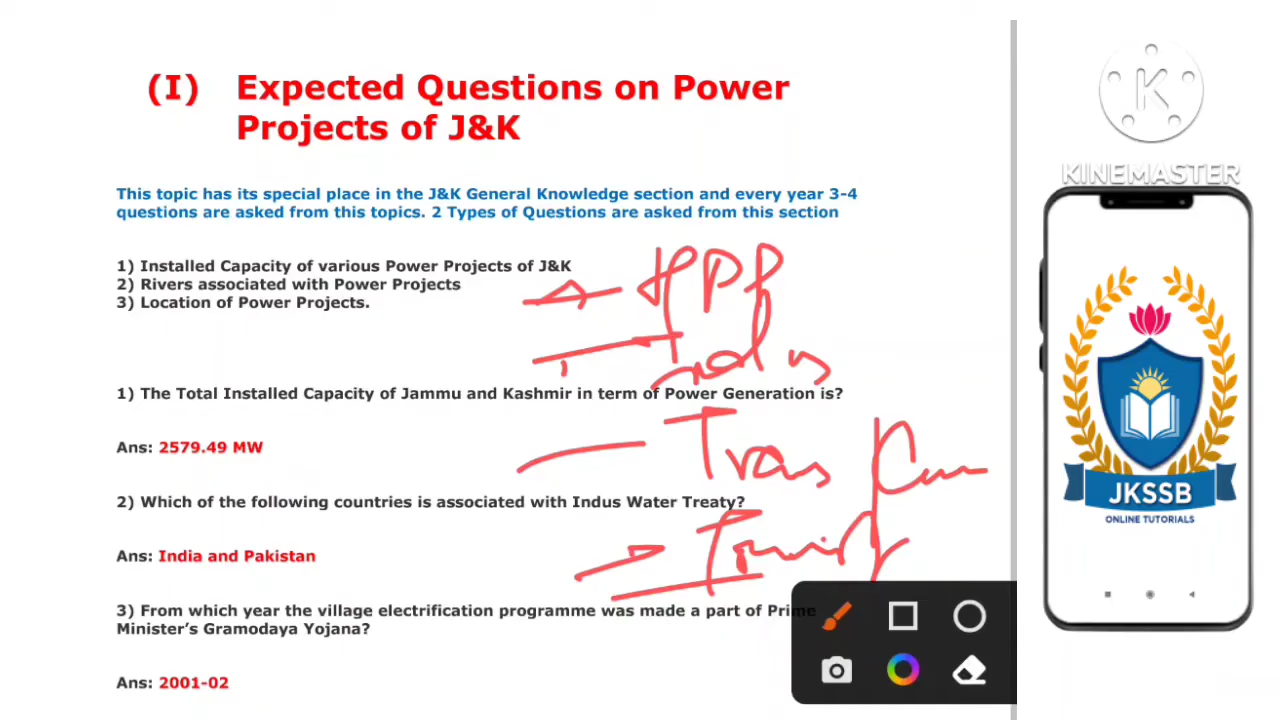 (I) Expected Questions on Power
Projects of J&K
This topic has its special place in the J&K General Knowledge section and every year 3-4
questions are asked from this topics. 2 Types of Questions are asked from this section
1) Installed Capacity of various Power Projects of J&K
2) Rivers associated with Power Projects
3) Location of Power Projects.
HPP
1) The Total Installed Capacity of Jammu and Kashmir in term of Power Generation is?
Ans: 2579.49 MW
2) Which of the following countries is associated with Indus Water Treaty?
Ans: India and Pakistan
3) From which year the village electrification programme was made a part of Prime
Minister's Gramodaya Yojana?
Ans: 2001-02
K
KINEMASTER
JKSSB
ONLINE TUTORIALS